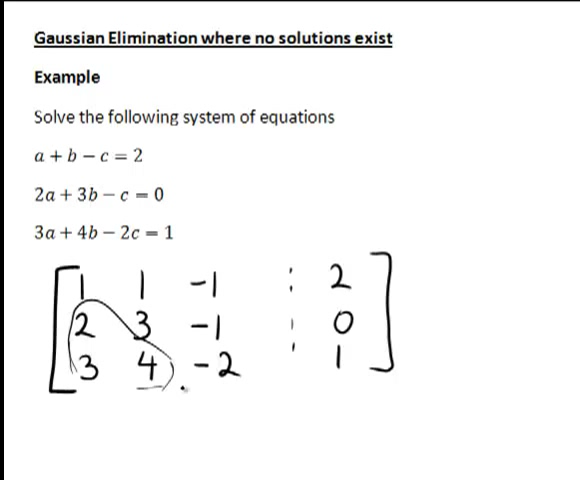 Gaussian Elimination where no solutions exist
Example
Solve the following system of equations
a + b − c = 2
2a + 3b − c = 0
3a + 4b − 2c = 1
1 1 -1 : 2
2 3 -1 : 0
3 4 -2 : 1